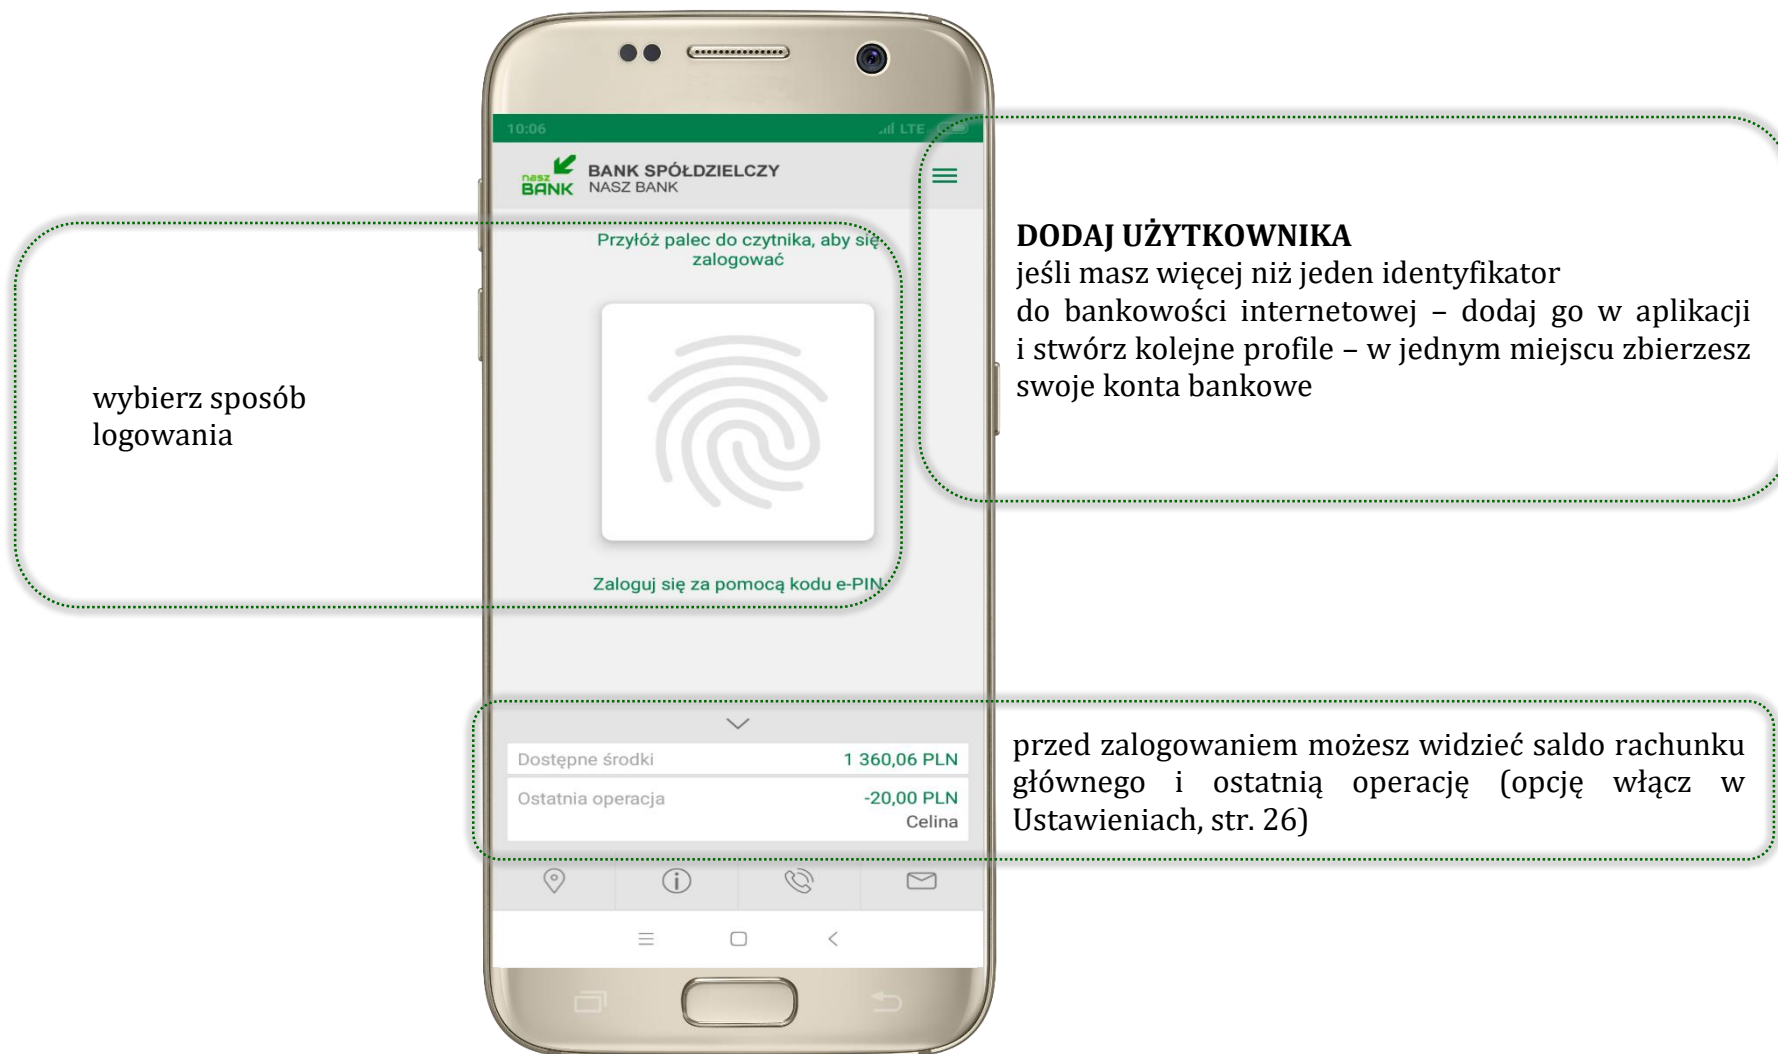 10:06
LTE
nasz
BANK
BANK SPÓŁDZIELCZY
NASZ BANK
Przyłóż palec do czytnika, aby się
zalogować
wybierz sposób
logowania
DODAJ UŻYTKOWNIKA
jeśli masz więcej niż jeden identyfikator
do bankowości internetowej – dodaj go w aplikacji
i stwórz kolejne profile – w jednym miejscu zbierzesz
swoje konta bankowe
Zaloguj się za pomocą kodu e-PIN
Dostępne środki 1 360,06 PLN
Ostatnia operacja -20,00 PLN
Celina
przed zalogowaniem możesz widzieć saldo rachunku
głównego i ostatnią operację (opcję włącz w
Ustawieniach, str. 26)